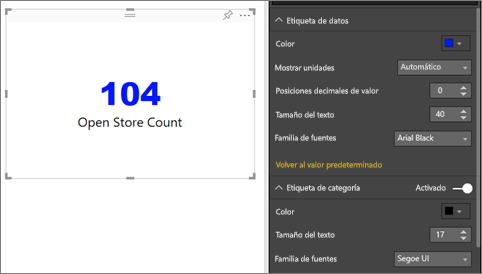 104
Open Store Count
Etiqueta de datos
Color
Mostrar unidades Automático
Posiciones decimales de valor 0
Tamaño del texto 40
Familia de fuentes Arial Black
Volver al valor predeterminado
Etiqueta de categoría Activado
Color
Tamaño del texto 17
Familia de fuentes Segoe UI